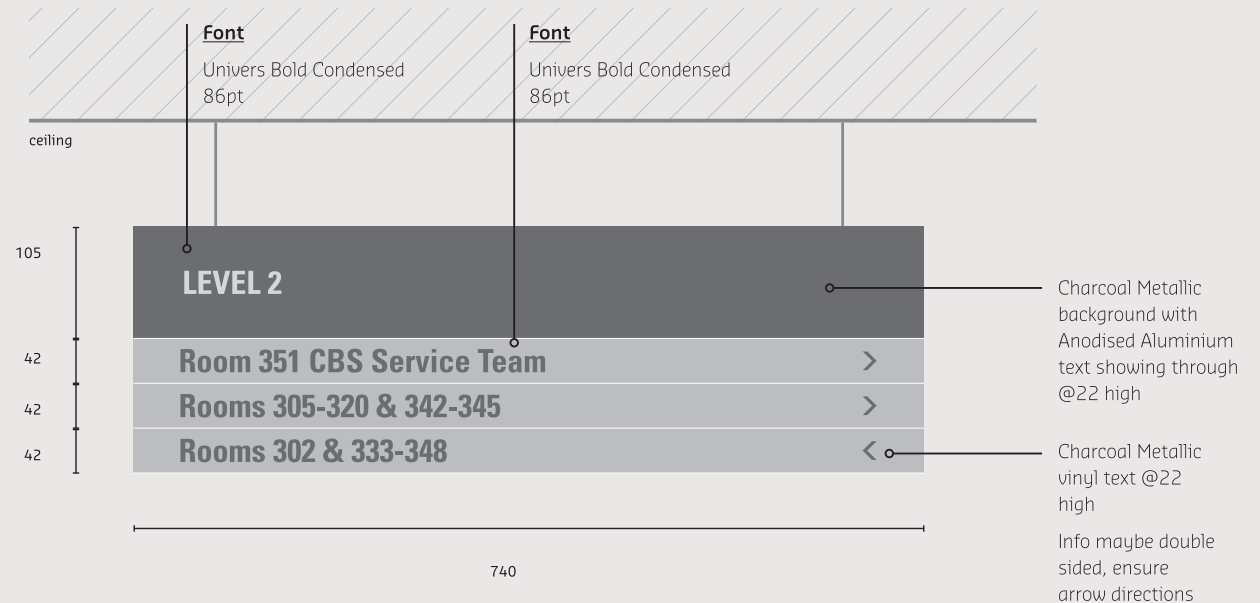 Font
Univers Bold Condensed
86pt
Font
Univers Bold Condensed
86pt
ceiling
105
LEVEL 2
42
Room 351 CBS Service Team >
42
Rooms 305-320 & 342-345 >
42
Rooms 302 & 333-348 <
740
Charcoal Metallic
background with
Anodised Aluminium
text showing through
@22 high
Charcoal Metallic
vinyl text @22
high
Info maybe double
sided, ensure
arrow directions